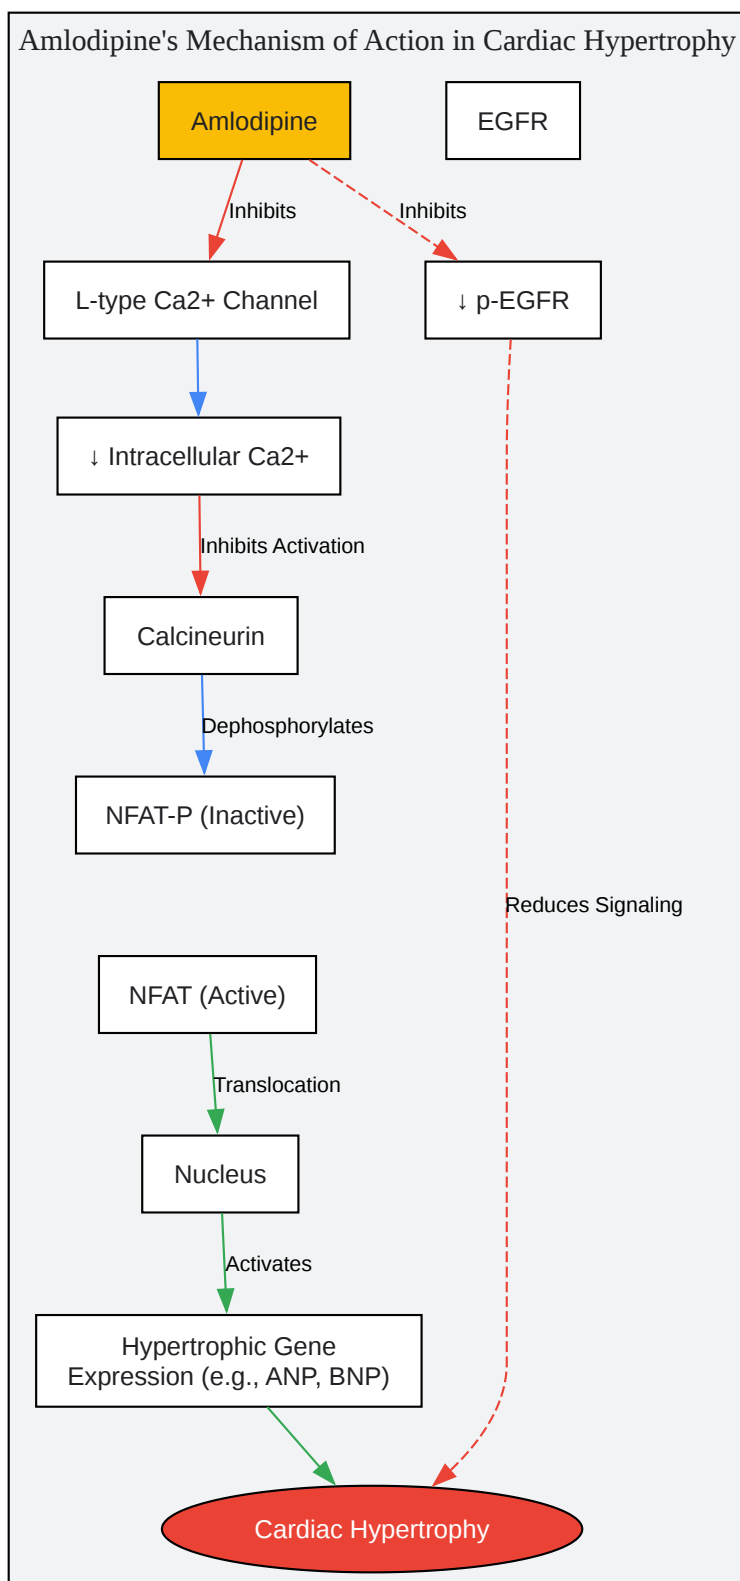 Amlodipine's Mechanism of Action in Cardiac Hypertrophy
Amlodipine
EGFR
Inhibits
Inhibits
L-type Ca2+ Channel
↓ p-EGFR
↓ Intracellular Ca2+
Inhibits Activation
Calcineurin
Dephosphorylates
NFAT-P (Inactive)
Reduces Signaling
NFAT (Active)
Translocation
Nucleus
Activates
Hypertrophic Gene
Expression (e.g., ANP, BNP)
Cardiac Hypertrophy